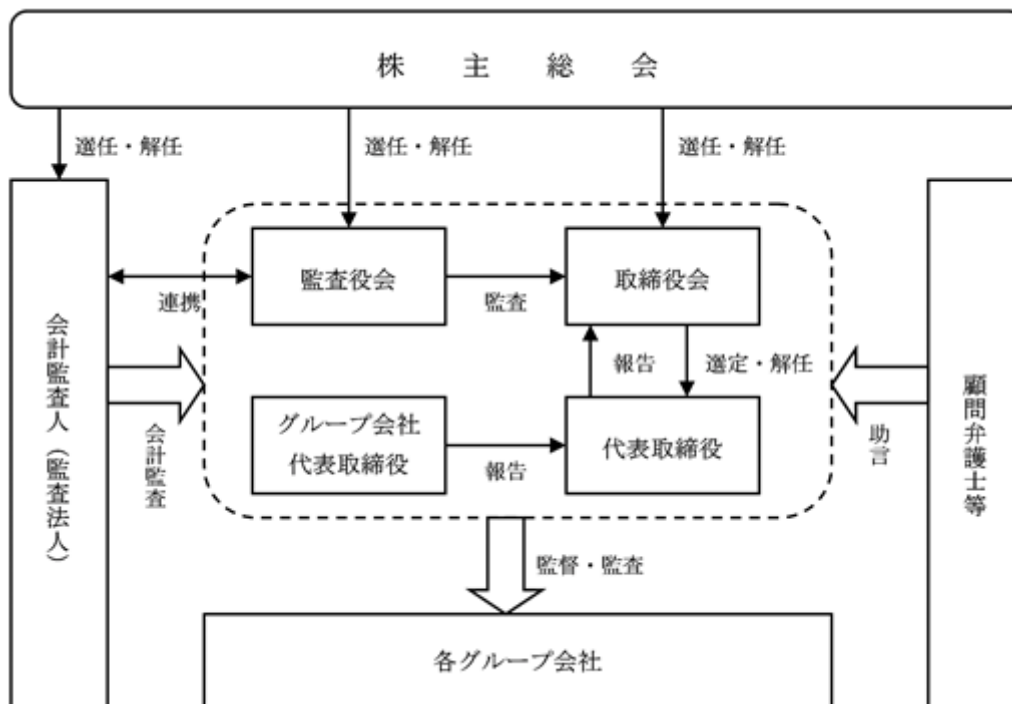 株主総会
選任・解任
選任・解任
選任・解任
監査役会
取締役会
連携
監査
会計監査人（監査法人）
会計監査
報告
選定・解任
グループ会社
代表取締役
報告
代表取締役
助言
顧問弁護士等
監督・監査
各グループ会社